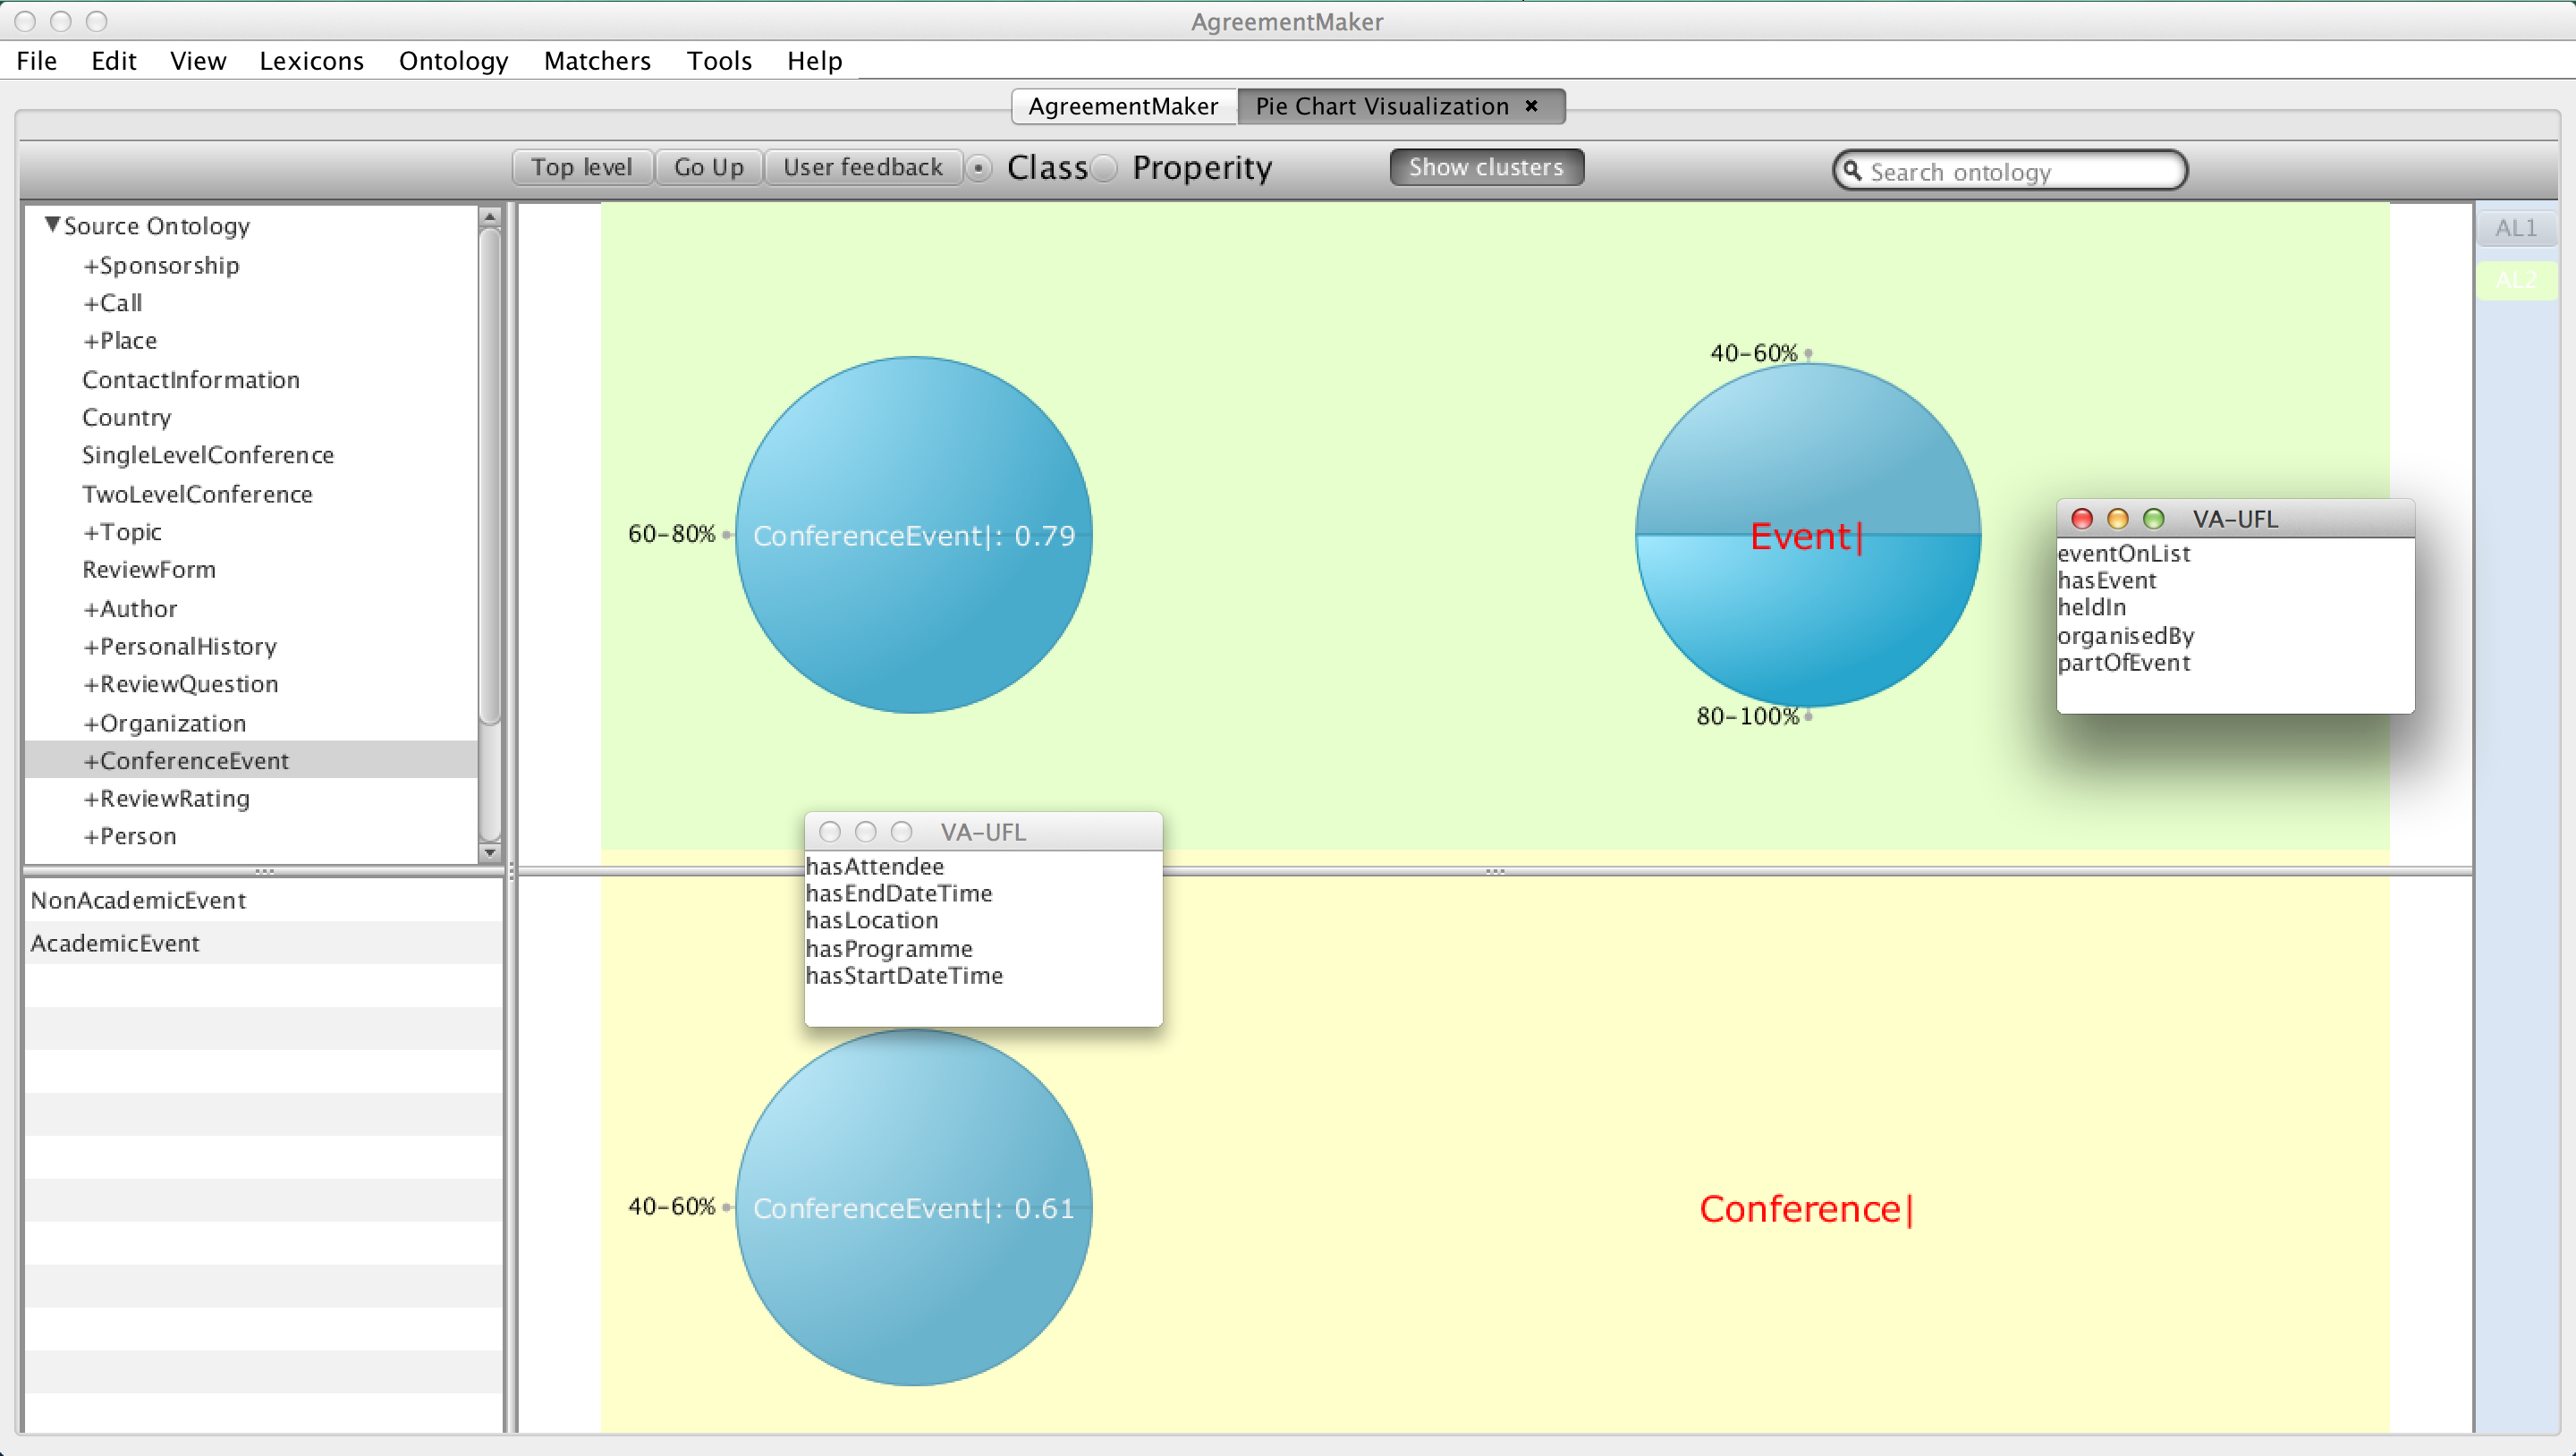 AgreementMaker
File Edit View Lexicons Ontology Matchers Tools Help
AgreementMaker Pie Chart Visualization ×
Top level Go Up User feedback Class Properity Show clusters Search ontology
Source Ontology
+Sponsorship
+Call
+Place
ContactInformation
Country
SingleLevelConference
TwoLevelConference
+Topic
ReviewForm
+Author
+PersonalHistory
+ReviewQuestion
+Organization
+ConferenceEvent
+ReviewRating
+Person
NonAcademicEvent
AcademicEvent
60-80%
ConferenceEvent|: 0.79
40-60%
Event|
80-100%
VA-UFL
eventOnList
hasEvent
heldIn
organisedBy
partOfEvent
AL1
AL2
VA-UFL
hasAttendee
hasEndDateTime
hasLocation
hasProgramme
hasStartDateTime
40-60%
ConferenceEvent|: 0.61
Conference|